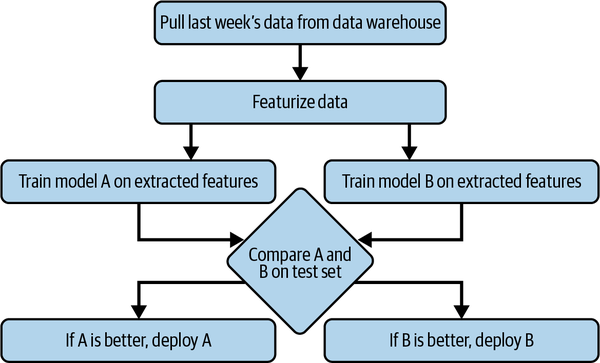 Pull last week's data from data warehouse
Featurize data
Train model A on extracted features
Train model B on extracted features
Compare A and
B on test set
If A is better, deploy A
If B is better, deploy B